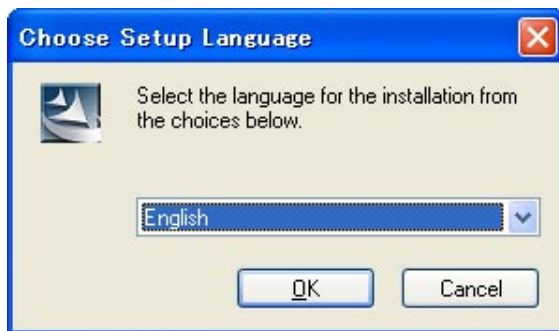 Choose Setup Language
Select the language for the installation from
the choices below.
English
OK
Cancel